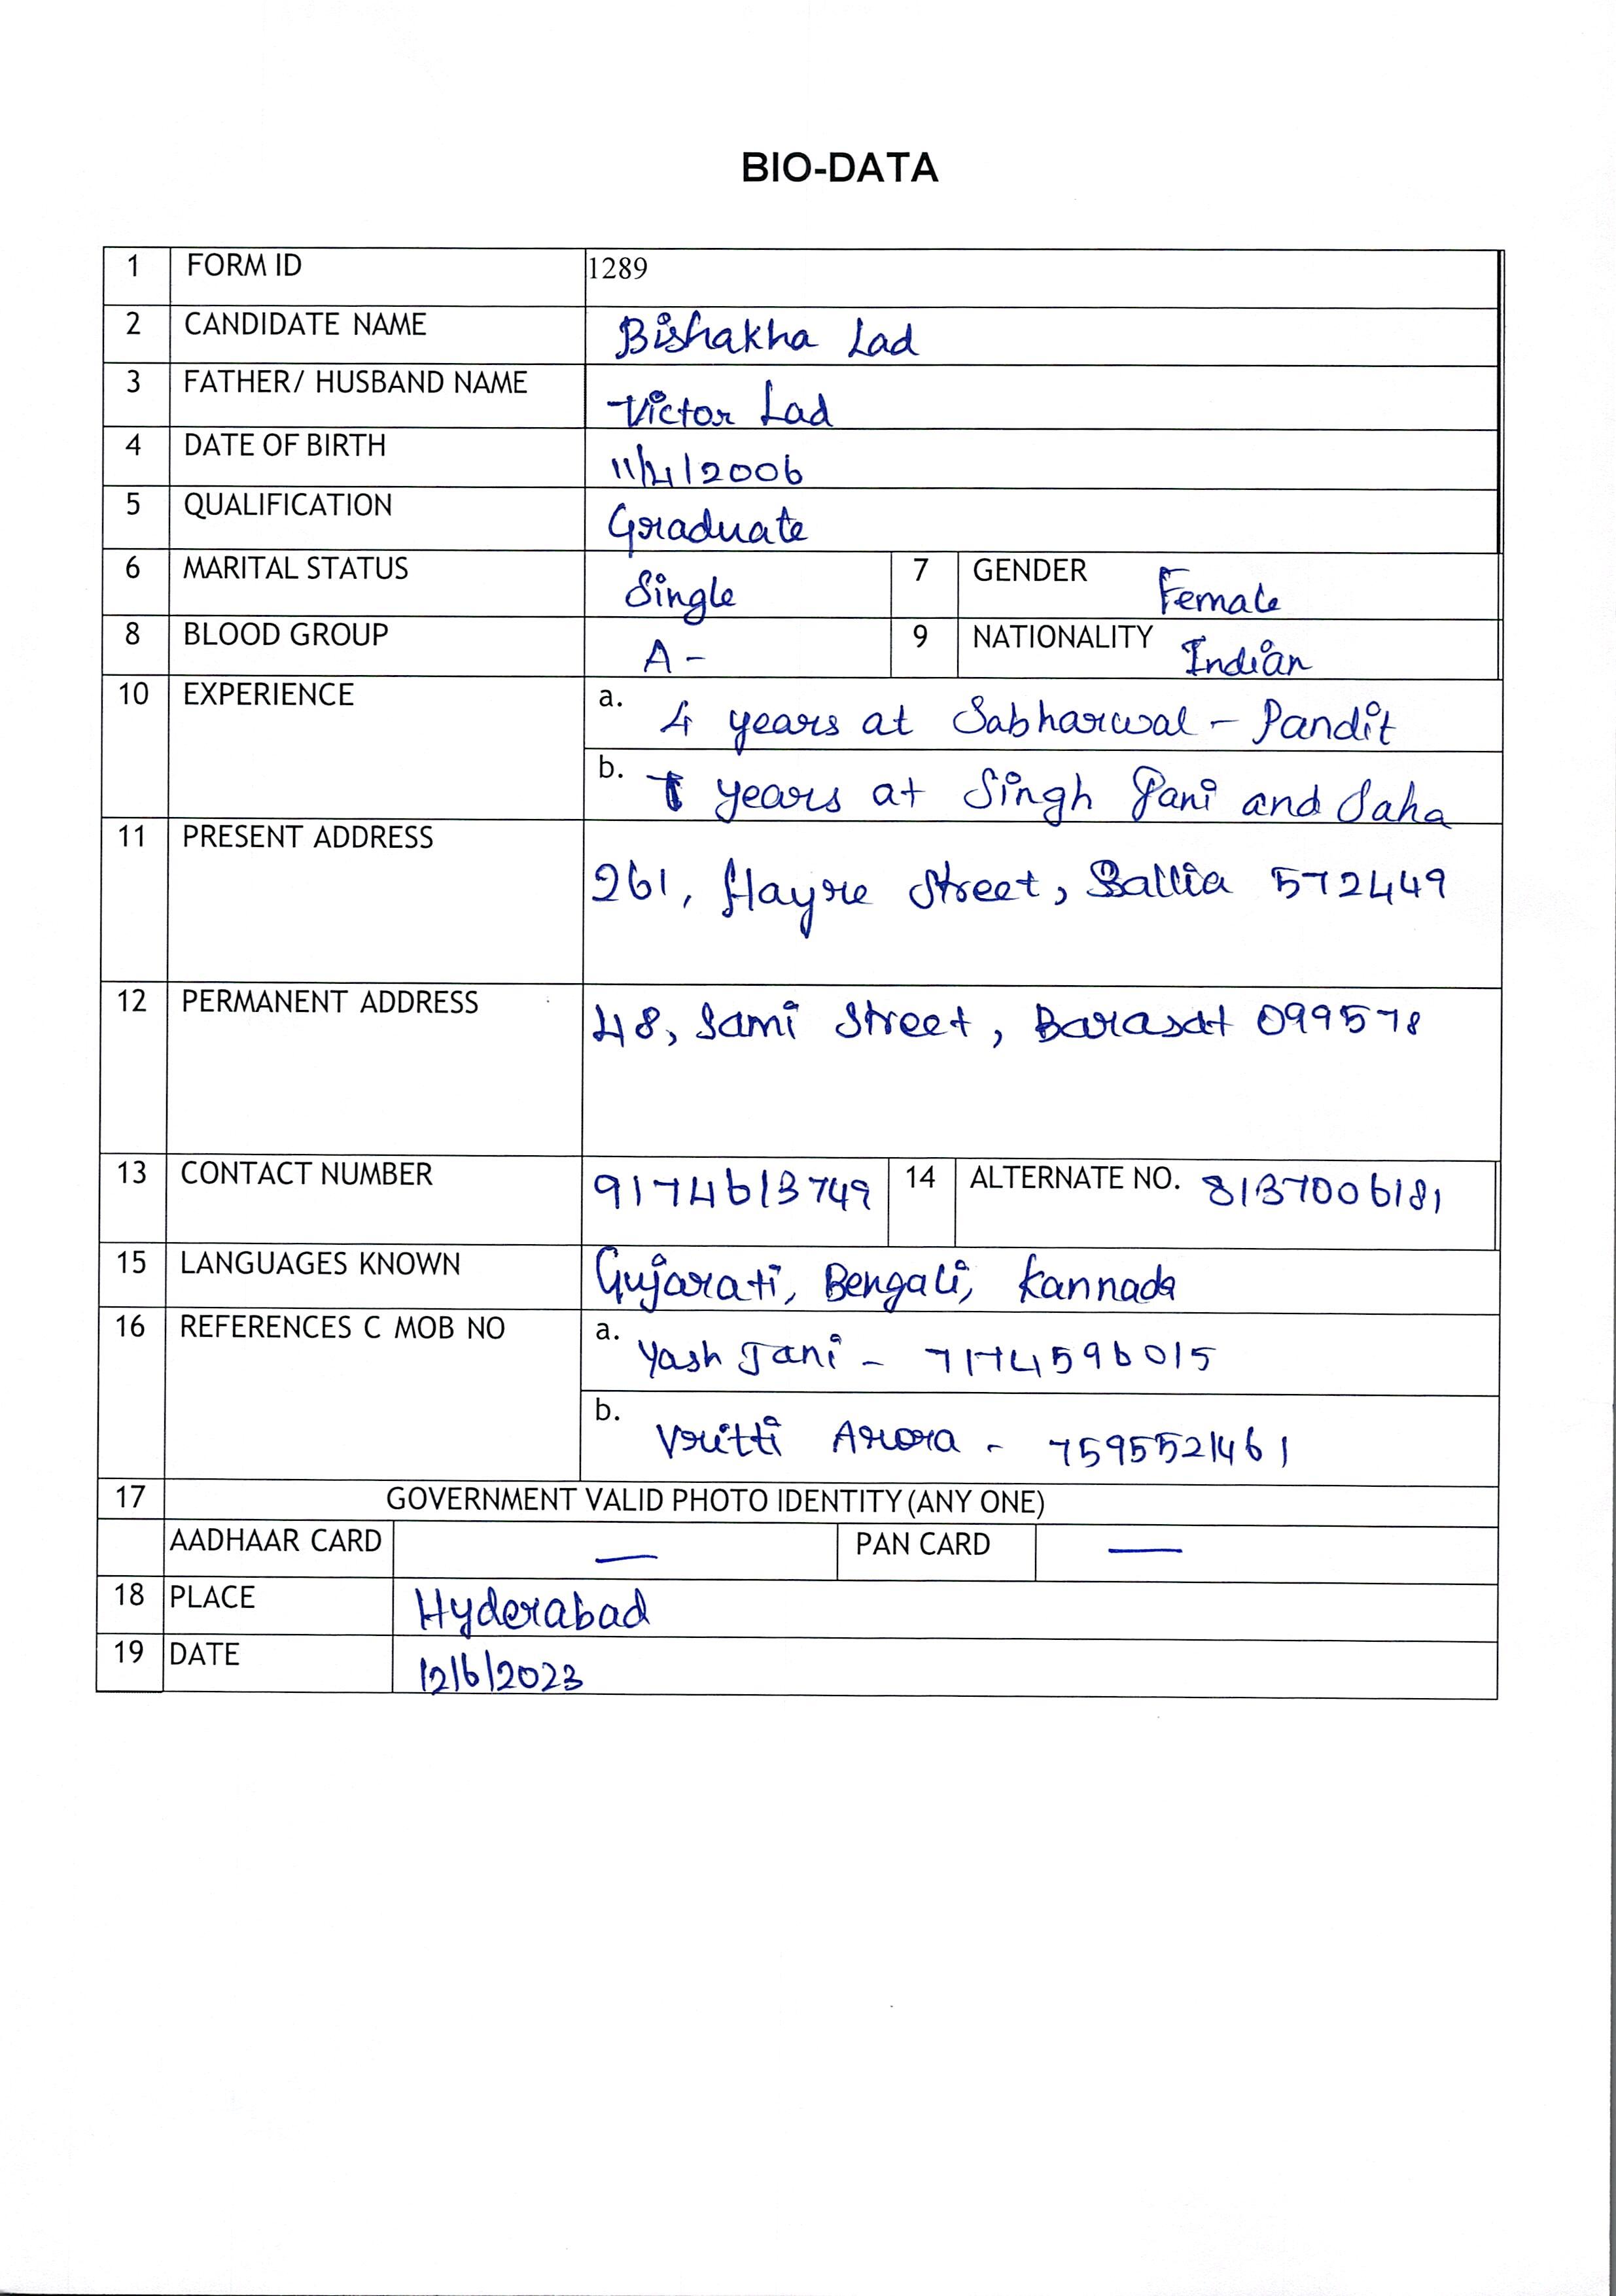 BIO-DATA
1 FORM ID 1289
2 CANDIDATE NAME Bishakha Lad
3 FATHER/ HUSBAND NAME Victor Lad
4 DATE OF BIRTH 11/4/2006
5 QUALIFICATION Graduate
6 MARITAL STATUS Single 7 GENDER Female
8 BLOOD GROUP A- 9 NATIONALITY Indian
10 EXPERIENCE a. 4 years at Sabharwal - Pandit
b. years at Singh Jani and Saha
11 PRESENT ADDRESS 261, Hayre Street, Ballia 572449
12 PERMANENT ADDRESS 48, Sami Street, Barasat 099578
13 CONTACT NUMBER 9174613749 14 ALTERNATE NO. 8137006181
15 LANGUAGES KNOWN Gujarati, Bengali, Kannada
16 REFERENCES C MOB NO a. Yash Jani - 7174596015
b. Vritti Arora - 7595521461
17 GOVERNMENT VALID PHOTO IDENTITY (ANY ONE)
AADHAAR CARD — PAN CARD —
18 PLACE Hyderabad
19 DATE 12/6/2023